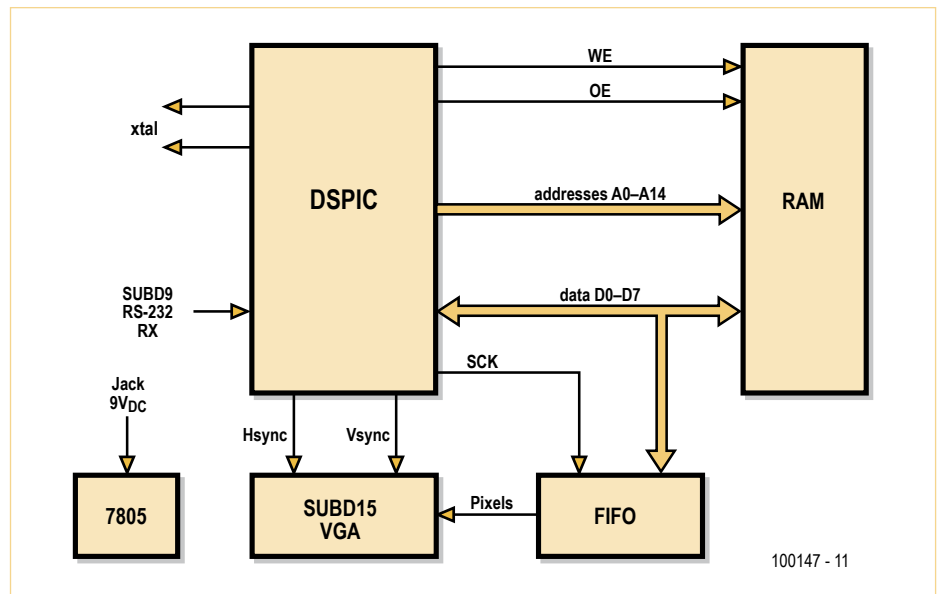 WE
OE
xtal
DSPIC
addresses A0–A14
RAM
SUBD9
RS-232
RX
data D0–D7
SCK
Jack
9VDC
Hsync
Vsync
7805
SUBD15
VGA
Pixels
FIFO
100147 - 11